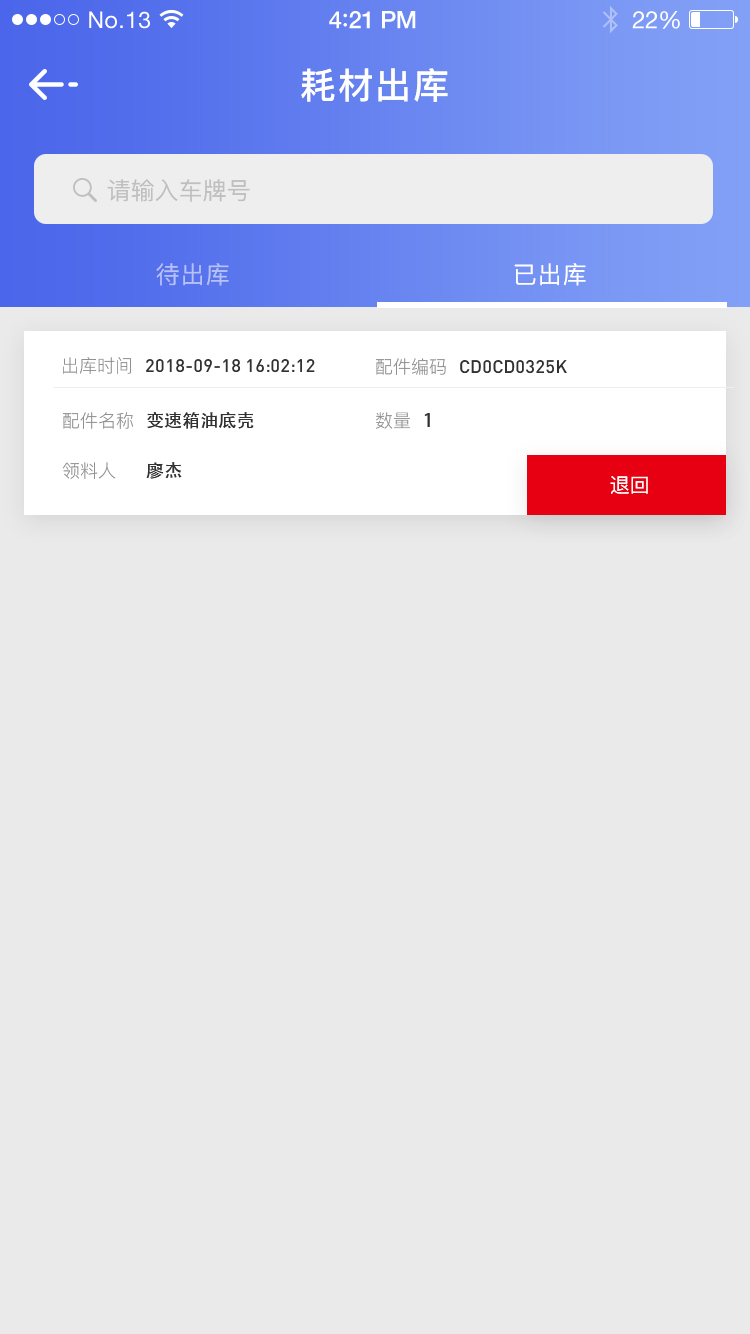 No.13 4:21 PM 22%
耗材出库
请输入车牌号
待出库 已出库
出库时间 2018-09-18 16:02:12 配件编码 CD0CD0325K
配件名称 变速箱油底壳 数量 1
领料人 廖杰
退回